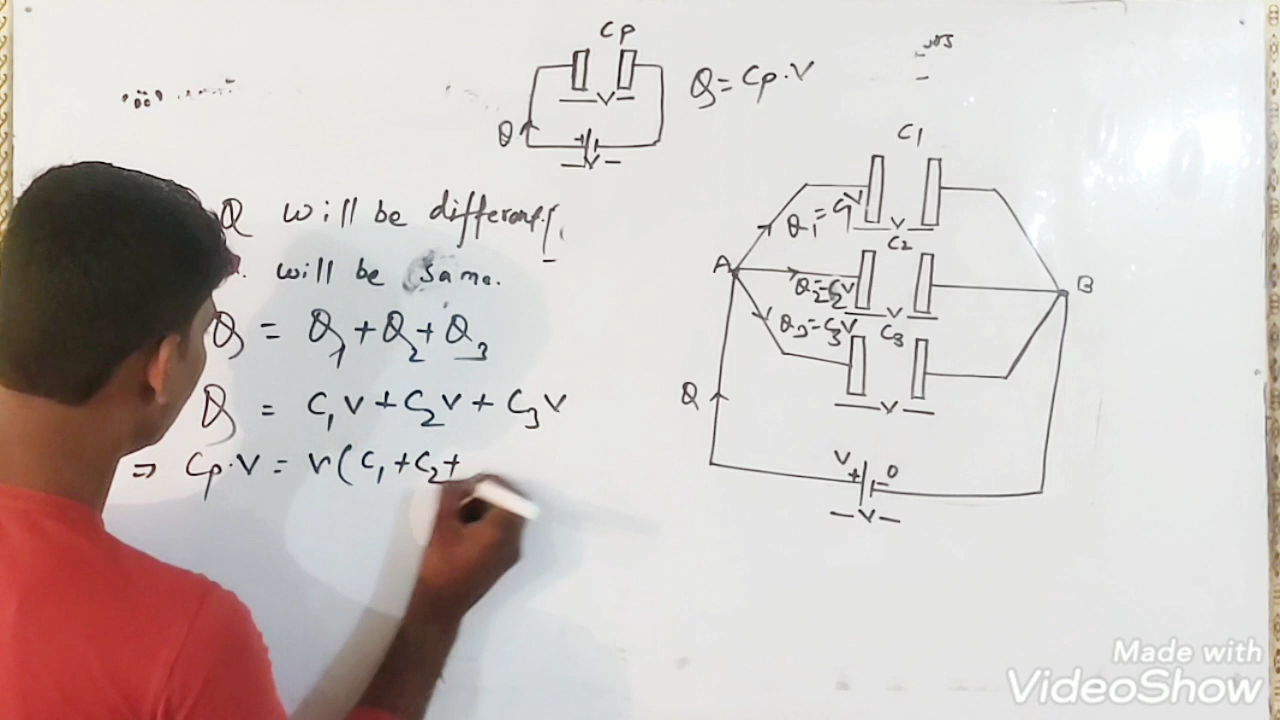 Cp
V
Q = Cp.V
Q
+
V
Q will be different.
will be same.
Q = Q1 + Q2 + Q3
Q = C1V + C2V + C3V
⇒ Cp.V = V(C1 + C2 +
C1
Q1 = C1V
V
C2
A
B
Q2 = C2V
V
C3
Q3 = C3V
V
Q
V
+
0
V
Made with
VideoShow